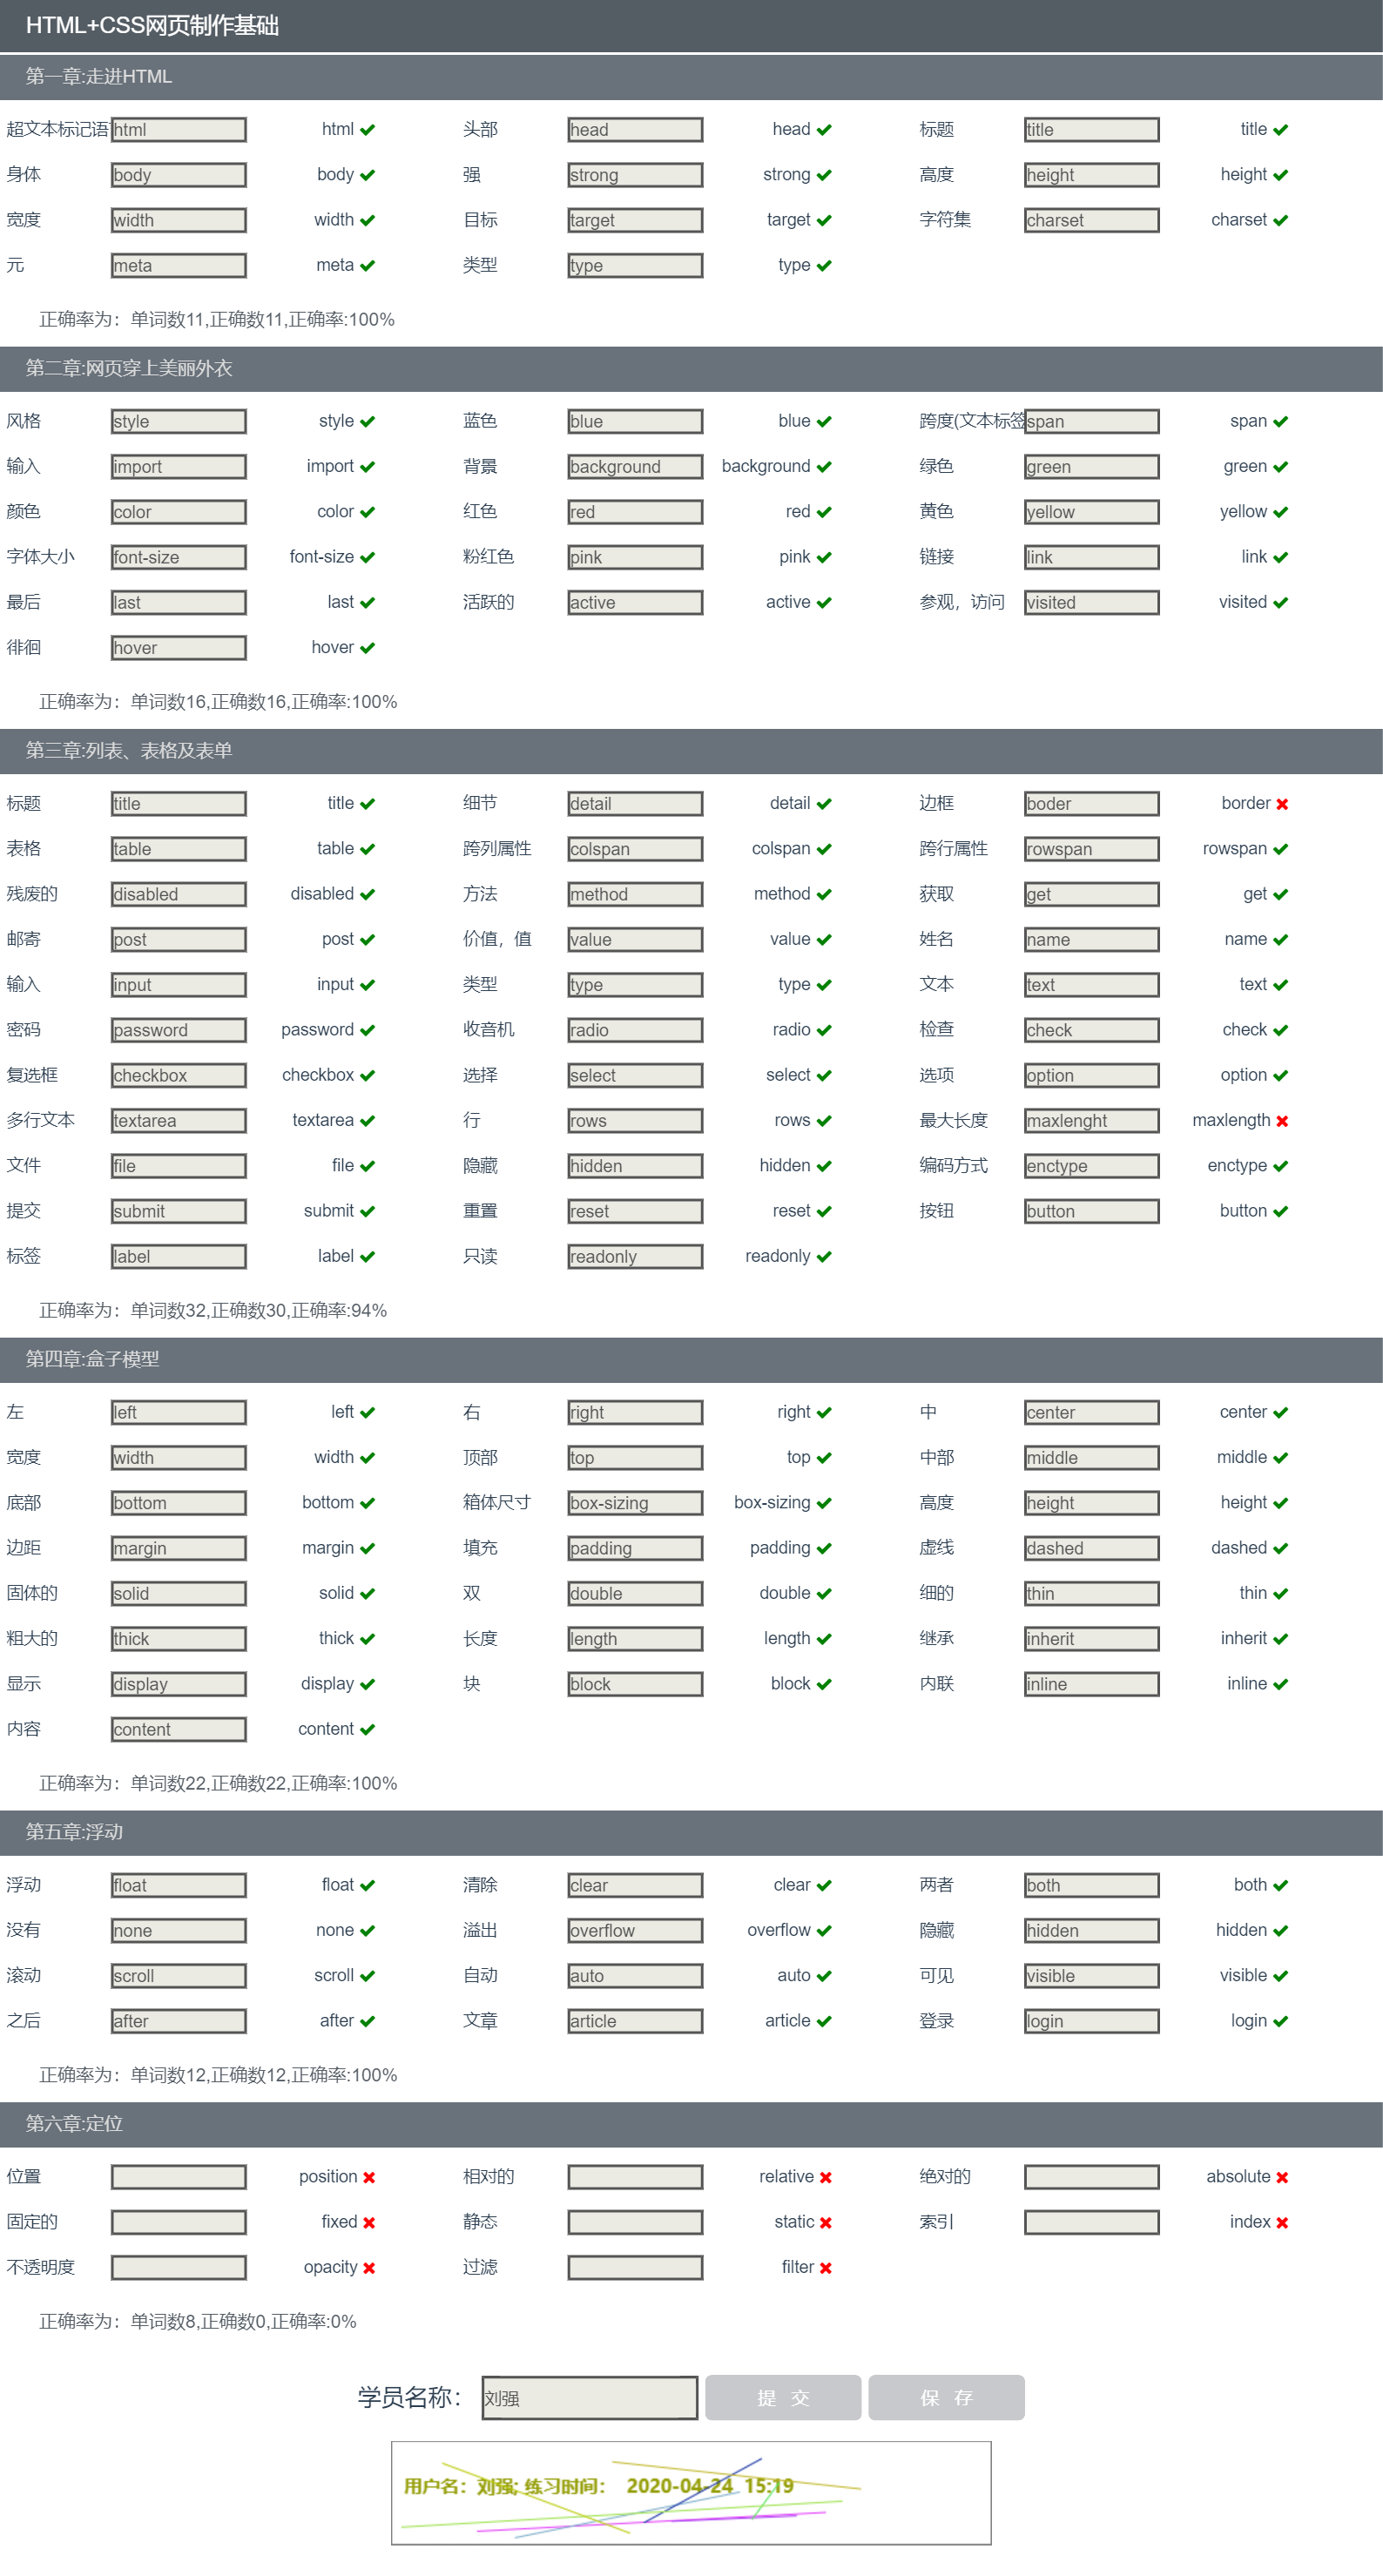 HTML+CSS网页制作基础
第一章:走进HTML
超文本标记语 html html 头部 head head 标题 title title
身体 body body 强 strong strong 高度 height height
宽度 width width 目标 target target 字符集 charset charset
元 meta meta 类型 type type
正确率为：单词数11,正确数11,正确率:100%
第二章:网页穿上美丽外衣
风格 style style 蓝色 blue blue 跨度(文本标签 span span
输入 import import 背景 background background 绿色 green green
颜色 color color 红色 red red 黄色 yellow yellow
字体大小 font-size font-size 粉红色 pink pink 链接 link link
最后 last last 活跃的 active active 参观，访问 visited visited
徘徊 hover hover
正确率为：单词数16,正确数16,正确率:100%
第三章:列表、表格及表单
标题 title title 细节 detail detail 边框 boder border
表格 table table 跨列属性 colspan colspan 跨行属性 rowspan rowspan
残废的 disabled disabled 方法 method method 获取 get get
邮寄 post post 价值，值 value value 姓名 name name
输入 input input 类型 type type 文本 text text
密码 password password 收音机 radio radio 检查 check check
复选框 checkbox checkbox 选择 select select 选项 option option
多行文本 textarea textarea 行 rows rows 最大长度 maxlenght maxlength
文件 file file 隐藏 hidden hidden 编码方式 enctype enctype
提交 submit submit 重置 reset reset 按钮 button button
标签 label label 只读 readonly readonly
正确率为：单词数32,正确数30,正确率:94%
第四章:盒子模型
左 left left 右 right right 中 center center
宽度 width width 顶部 top top 中部 middle middle
底部 bottom bottom 箱体尺寸 box-sizing box-sizing 高度 height height
边距 margin margin 填充 padding padding 虚线 dashed dashed
固体的 solid solid 双 double double 细的 thin thin
粗大的 thick thick 长度 length length 继承 inherit inherit
显示 display display 块 block block 内联 inline inline
内容 content content
正确率为：单词数22,正确数22,正确率:100%
第五章:浮动
浮动 float float 清除 clear clear 两者 both both
没有 none none 溢出 overflow overflow 隐藏 hidden hidden
滚动 scroll scroll 自动 auto auto 可见 visible visible
之后 after after 文章 article article 登录 login login
正确率为：单词数12,正确数12,正确率:100%
第六章:定位
位置 position 相对的 relative 绝对的 absolute
固定的 fixed 静态 static 索引 index
不透明度 opacity 过滤 filter
正确率为：单词数8,正确数0,正确率:0%
学员名称： 刘强 提 交 保 存
用户名：刘强; 练习时间： 2020-04-24 15:19